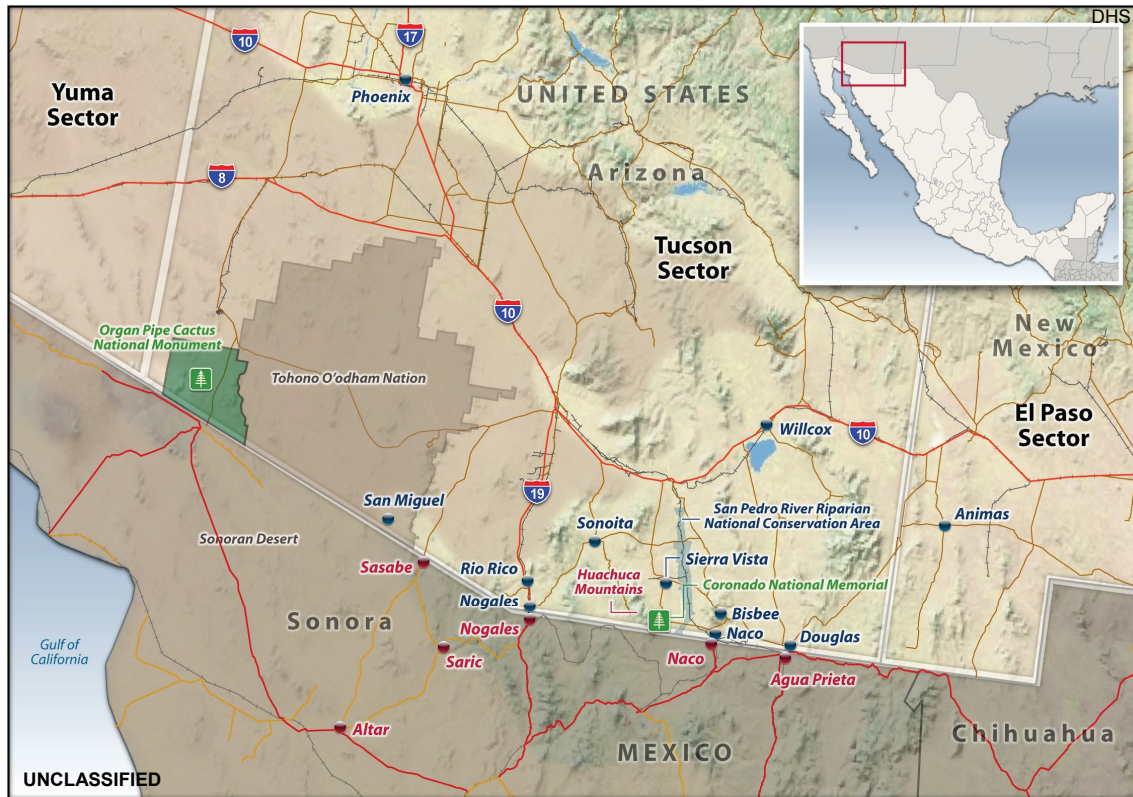 DHS
10
17
Yuma
Sector
Phoenix
UNITED STATES
8
Arizona
Tucson
Sector
10
New
Mexico
Organ Pipe Cactus
National Monument
Tohono O'odham Nation
El Paso
Sector
Willcox
10
19
San Miguel
San Pedro River Riparian
National Conservation Area
Animas
Sonoita
Sonoran Desert
Sierra Vista
Sasabe
Rio Rico
Huachuca
Mountains
Coronado National Memorial
Nogales
Bisbee
Sonora
Nogales
Naco
Douglas
Gulf of
California
Saric
Naco
Agua Prieta
Altar
Chihuahua
MEXICO
UNCLASSIFIED